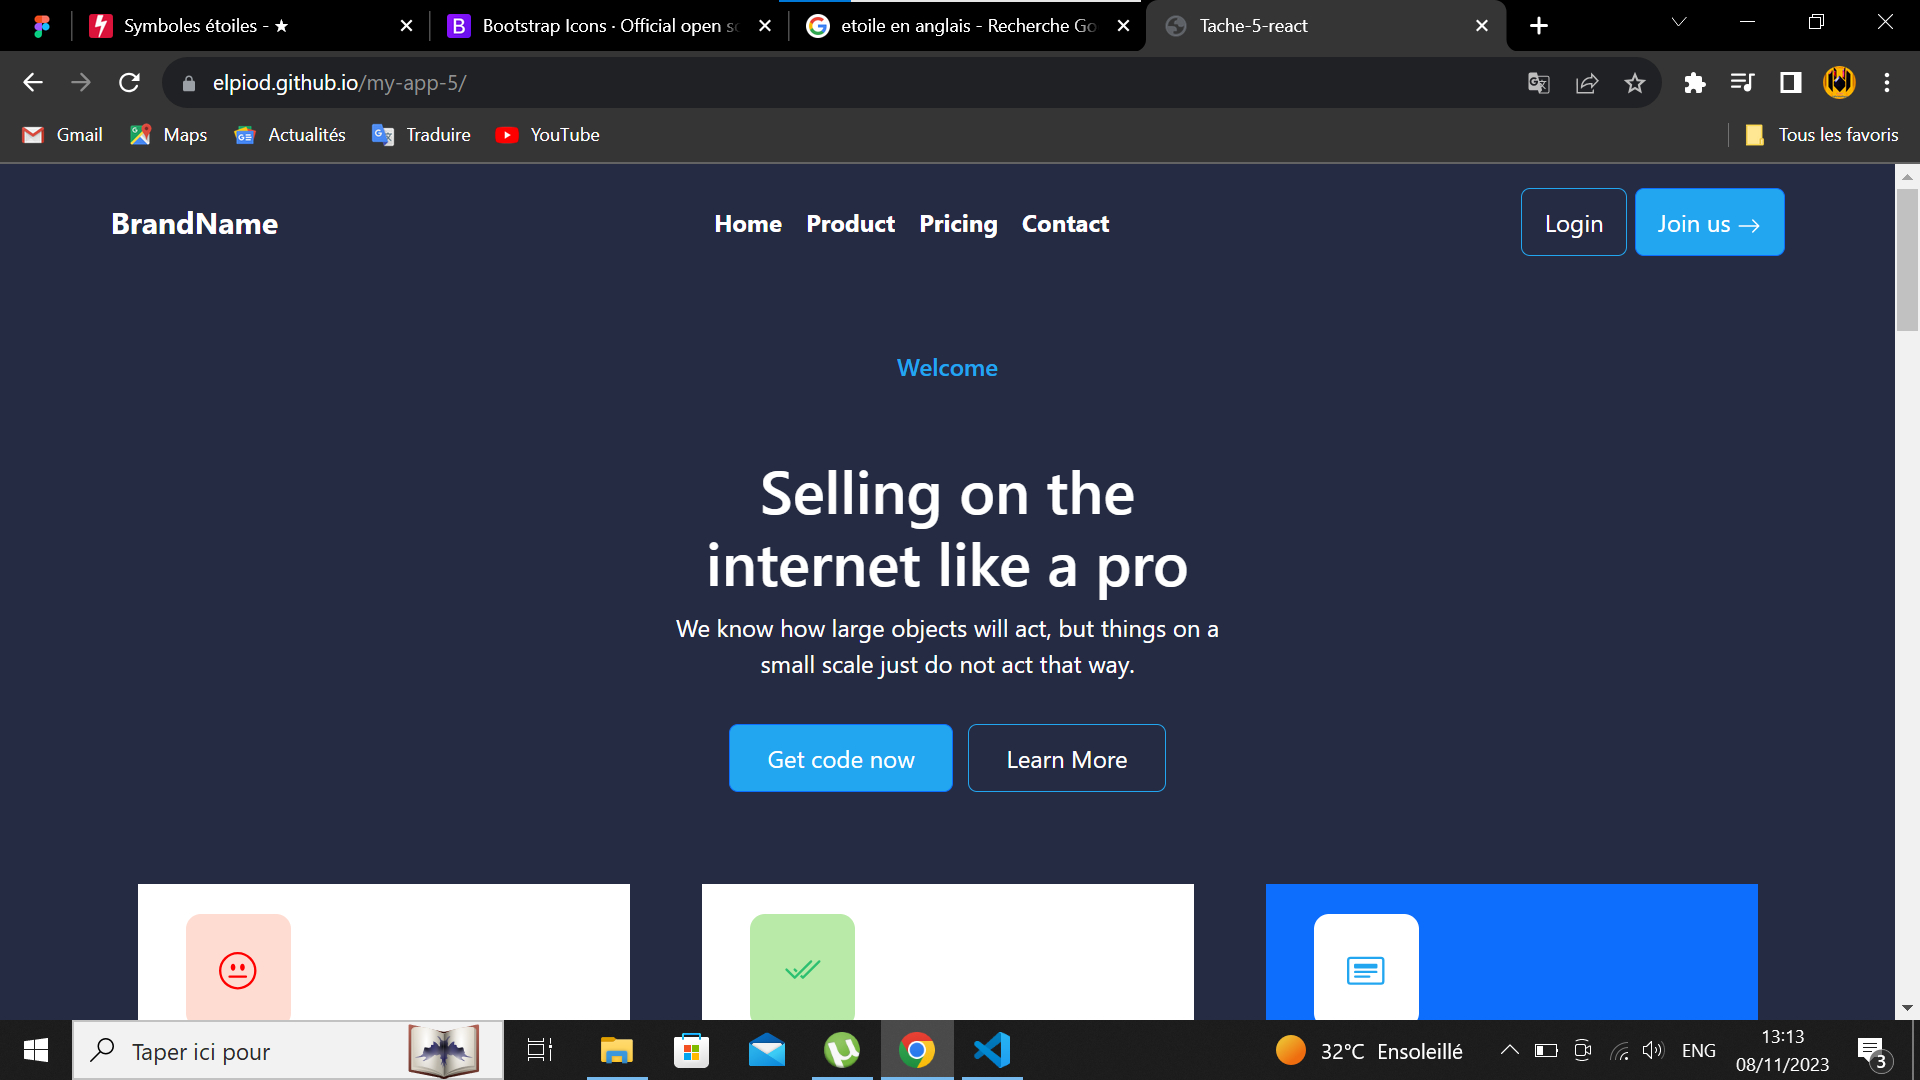 Symboles étoiles - ★
Bootstrap Icons · Official open s
etoile en anglais - Recherche Go
Tache-5-react
elpiod.github.io/my-app-5/
Gmail
Maps
Actualités
Traduire
YouTube
Tous les favoris
BrandName
Home
Product
Pricing
Contact
Login
Join us →
Welcome
Selling on the
internet like a pro
We know how large objects will act, but things on a
small scale just do not act that way.
Get code now
Learn More
Taper ici pour
32°C Ensoleillé
ENG
13:13
08/11/2023
3